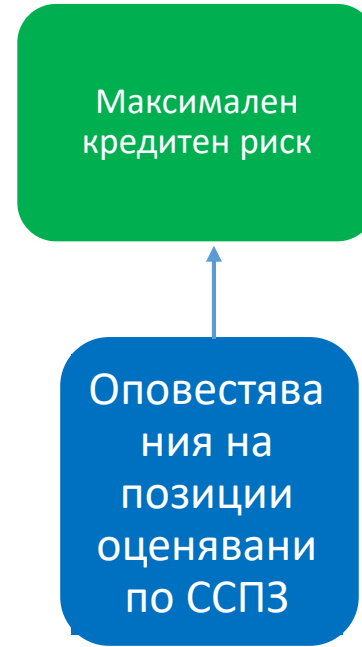 Максимален
кредитен риск
Оповестява
ния на
позиции
оценявани
по ССПЗ